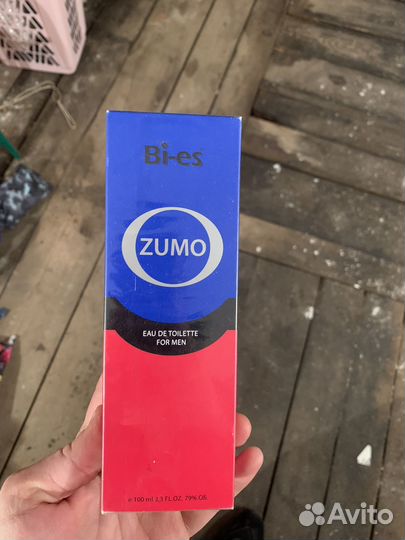 Bi-es
ZUMO
EAU DE TOILETTE
FOR MEN
e 100 ml 3,3 FL.OZ. 79% OB.
Avito